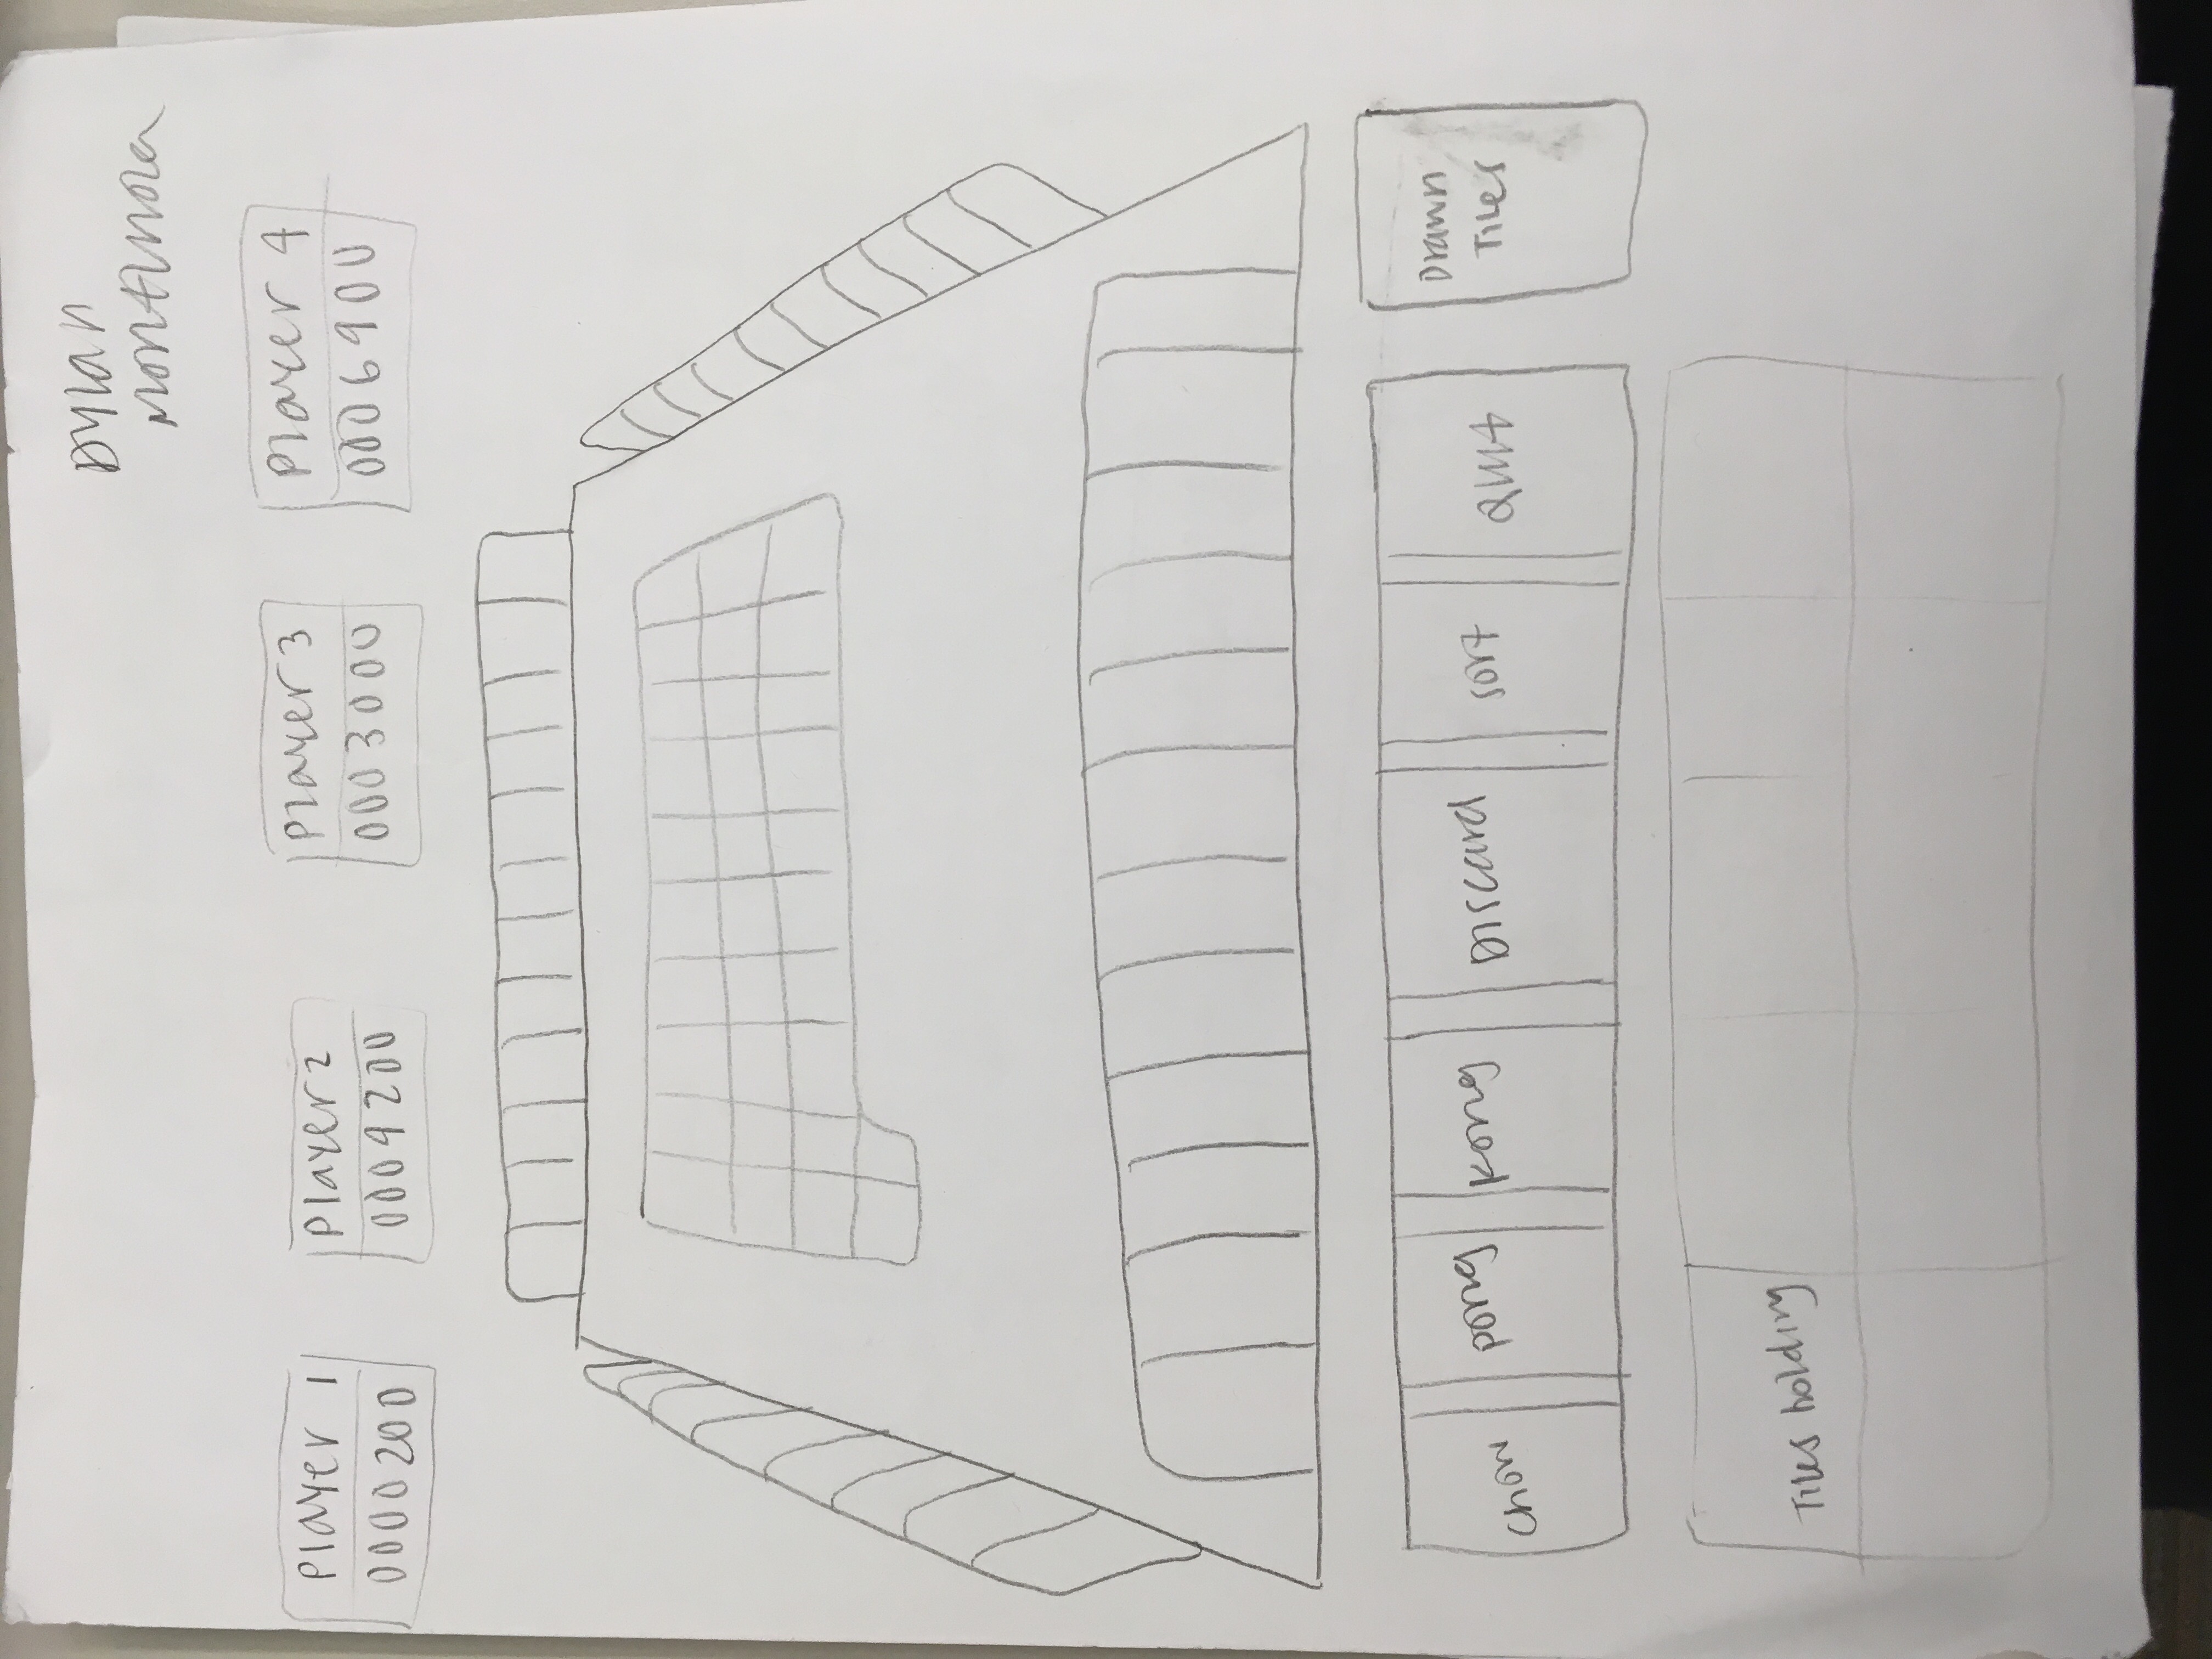 Dylan
Montinola
Player 1
Player 2
Player 3
Player 4
0000200
0009200
0003000
0006900
chow
pong
kong
Discard
sort
Quit
Drawn
Tiles
Tiles holding